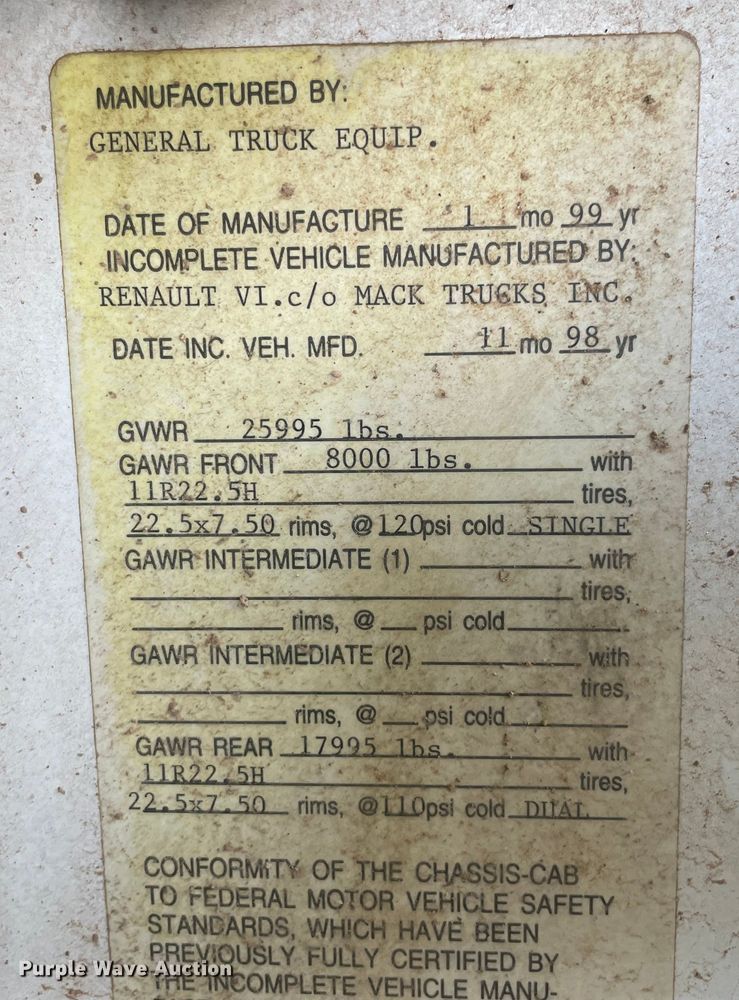 MANUFACTURED BY:
GENERAL TRUCK EQUIP.
DATE OF MANUFACTURE 1 mo 99 yr
INCOMPLETE VEHICLE MANUFACTURED BY:
RENAULT VI.c/o MACK TRUCKS INC.
DATE INC. VEH. MFD. 11 mo 98 yr
GVWR 25995 lbs.
GAWR FRONT 8000 lbs. with
11R22.5H tires,
22.5x7.50 rims, @ 120psi cold SINGLE
GAWR INTERMEDIATE (1) with
tires,
rims, @ psi cold
GAWR INTERMEDIATE (2) with
tires,
rims, @ psi cold
GAWR REAR 17995 lbs. with
11R22.5H tires,
22.5x7.50 rims, @110psi cold DUAL
CONFORMITY OF THE CHASSIS-CAB
TO FEDERAL MOTOR VEHICLE SAFETY
STANDARDS, WHICH HAVE BEEN
PREVIOUSLY FULLY CERTIFIED BY
THE INCOMPLETE VEHICLE MANU-
Purple Wave Auction